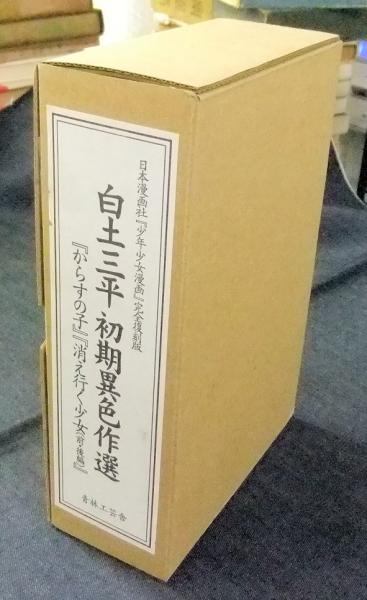 日本漫画社『少年少女漫画』完全復刻版
白土三平 初期異色作選
『からすの子』『消え行く少女(前・後編)』
青林工芸舎